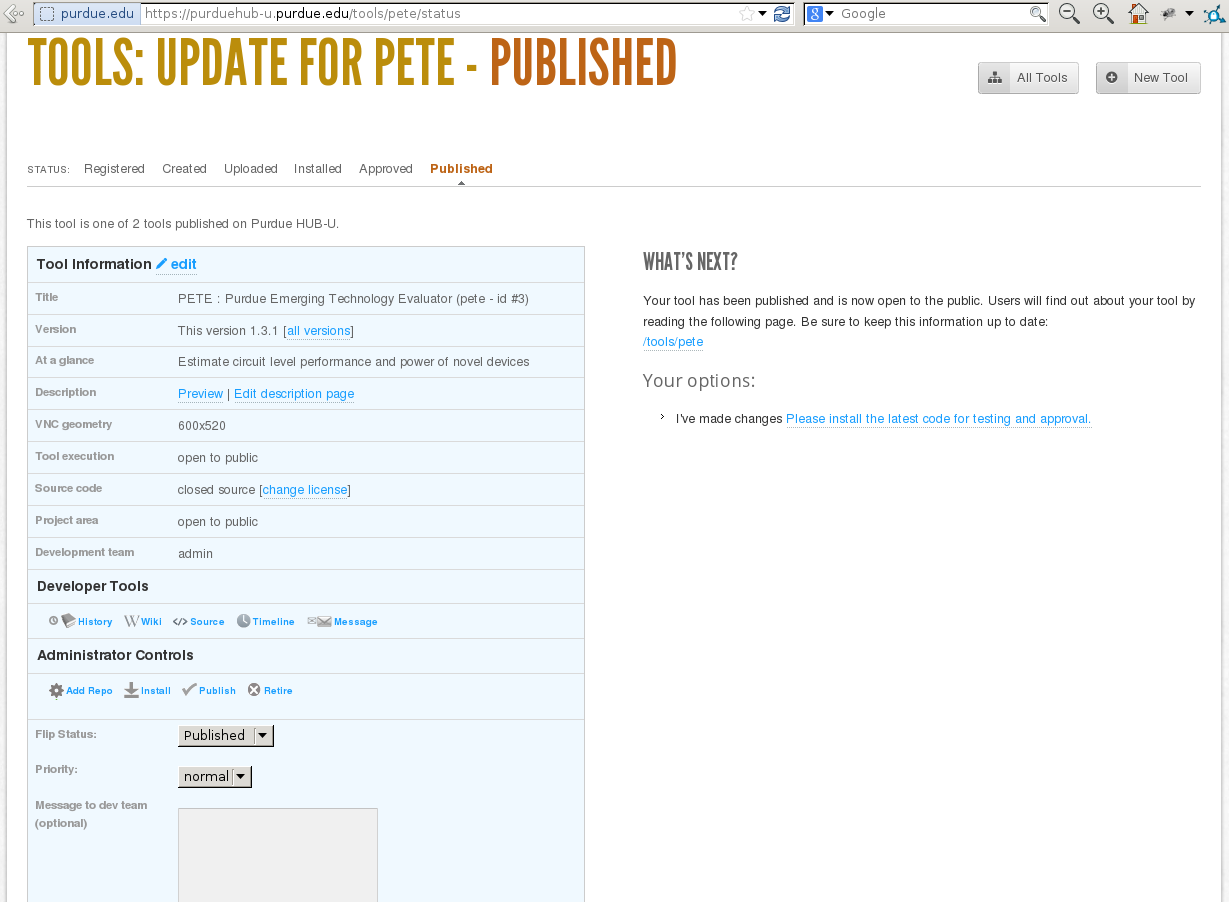 purdue.edu https://purduehub-u.purdue.edu/tools/pete/status Google
TOOLS: UPDATE FOR PETE - PUBLISHED
All Tools New Tool
STATUS: Registered Created Uploaded Installed Approved Published
This tool is one of 2 tools published on Purdue HUB-U.
Tool Information edit
Title PETE : Purdue Emerging Technology Evaluator (pete - id #3)
Version This version 1.3.1 [all versions]
At a glance Estimate circuit level performance and power of novel devices
Description Preview | Edit description page
VNC geometry 600x520
Tool execution open to public
Source code closed source [change license]
Project area open to public
Development team admin
Developer Tools
History Wiki Source Timeline Message
Administrator Controls
Add Repo Install Publish Retire
Flip Status: Published
Priority: normal
Message to dev team
(optional)
WHAT'S NEXT?
Your tool has been published and is now open to the public. Users will find out about your tool by
reading the following page. Be sure to keep this information up to date:
/tools/pete
Your options:
I've made changes Please install the latest code for testing and approval.